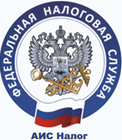 ФЕДЕРАЛЬНАЯ НАЛОГОВАЯ СЛУЖБА
АИС Налог